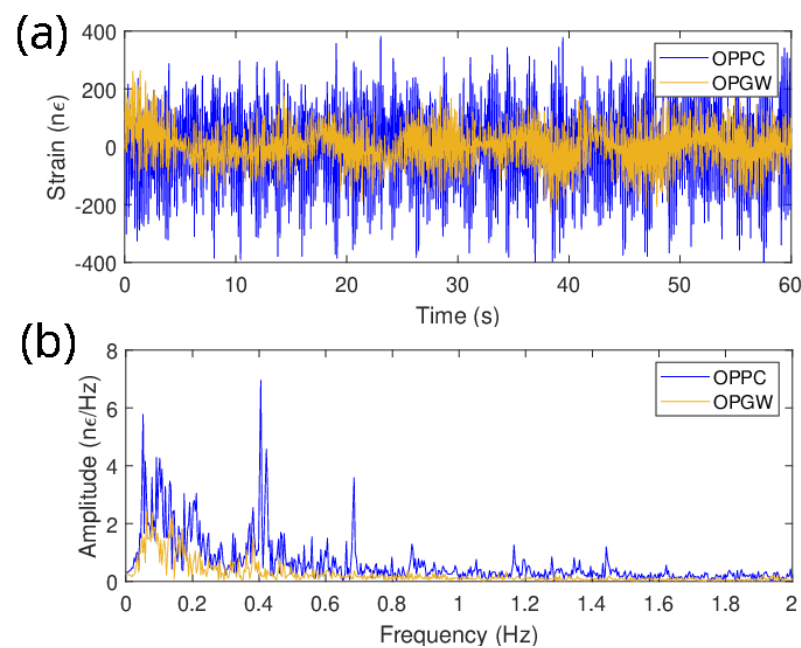 (a)
400
200
0
-200
-400
Strain (nϵ)
OPPC
OPGW
0 10 20 30 40 50 60
Time (s)
(b)
8
6
4
2
0
Amplitude (nϵ/Hz)
OPPC
OPGW
0 0.2 0.4 0.6 0.8 1 1.2 1.4 1.6 1.8 2
Frequency (Hz)